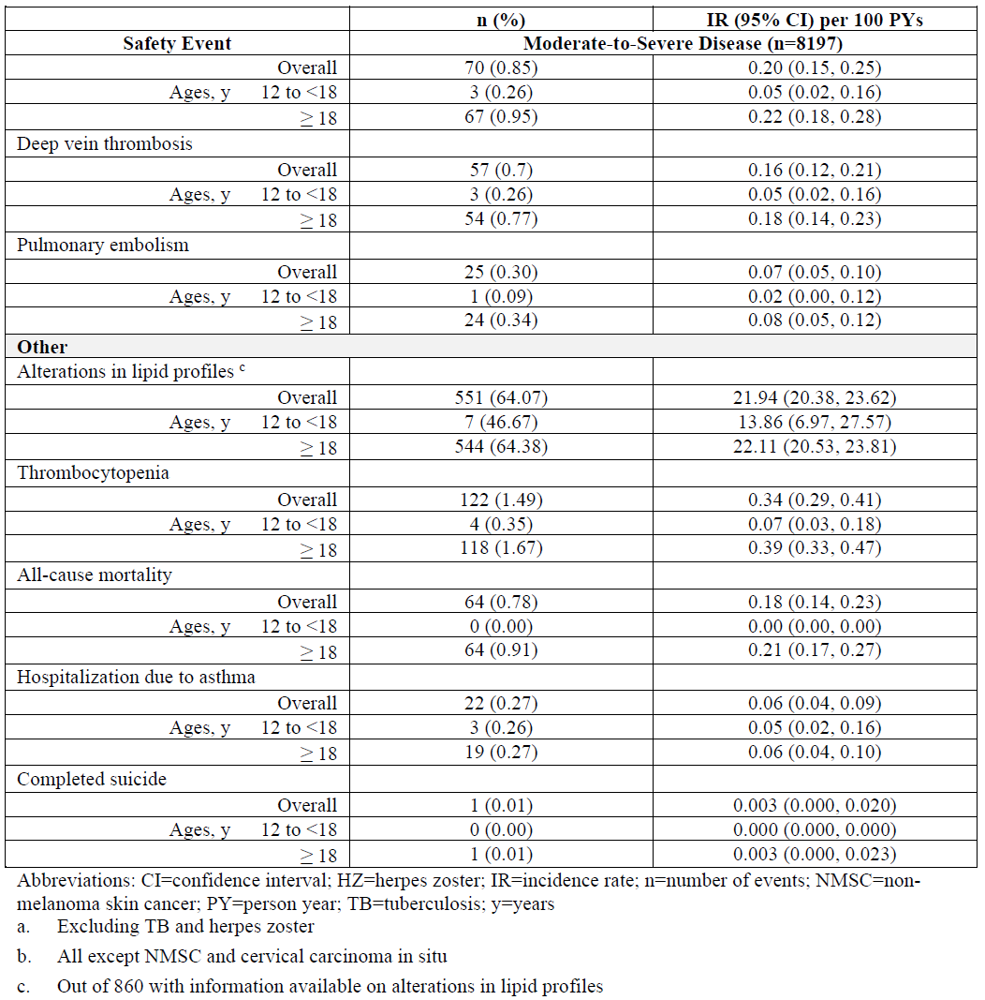 n (%) IR (95% CI) per 100 PYs
Safety Event Moderate-to-Severe Disease (n=8197)
Overall 70 (0.85) 0.20 (0.15, 0.25)
Ages, y 12 to <18 3 (0.26) 0.05 (0.02, 0.16)
≥ 18 67 (0.95) 0.22 (0.18, 0.28)
Deep vein thrombosis
Overall 57 (0.7) 0.16 (0.12, 0.21)
Ages, y 12 to <18 3 (0.26) 0.05 (0.02, 0.16)
≥ 18 54 (0.77) 0.18 (0.14, 0.23)
Pulmonary embolism
Overall 25 (0.30) 0.07 (0.05, 0.10)
Ages, y 12 to <18 1 (0.09) 0.02 (0.00, 0.12)
≥ 18 24 (0.34) 0.08 (0.05, 0.12)
Other
Alterations in lipid profiles c
Overall 551 (64.07) 21.94 (20.38, 23.62)
Ages, y 12 to <18 7 (46.67) 13.86 (6.97, 27.57)
≥ 18 544 (64.38) 22.11 (20.53, 23.81)
Thrombocytopenia
Overall 122 (1.49) 0.34 (0.29, 0.41)
Ages, y 12 to <18 4 (0.35) 0.07 (0.03, 0.18)
≥ 18 118 (1.67) 0.39 (0.33, 0.47)
All-cause mortality
Overall 64 (0.78) 0.18 (0.14, 0.23)
Ages, y 12 to <18 0 (0.00) 0.00 (0.00, 0.00)
≥ 18 64 (0.91) 0.21 (0.17, 0.27)
Hospitalization due to asthma
Overall 22 (0.27) 0.06 (0.04, 0.09)
Ages, y 12 to <18 3 (0.26) 0.05 (0.02, 0.16)
≥ 18 19 (0.27) 0.06 (0.04, 0.10)
Completed suicide
Overall 1 (0.01) 0.003 (0.000, 0.020)
Ages, y 12 to <18 0 (0.00) 0.000 (0.000, 0.000)
≥ 18 1 (0.01) 0.003 (0.000, 0.023)
Abbreviations: CI=confidence interval; HZ=herpes zoster; IR=incidence rate; n=number of events; NMSC=non-
melanoma skin cancer; PY=person year; TB=tuberculosis; y=years
a. Excluding TB and herpes zoster
b. All except NMSC and cervical carcinoma in situ
c. Out of 860 with information available on alterations in lipid profiles